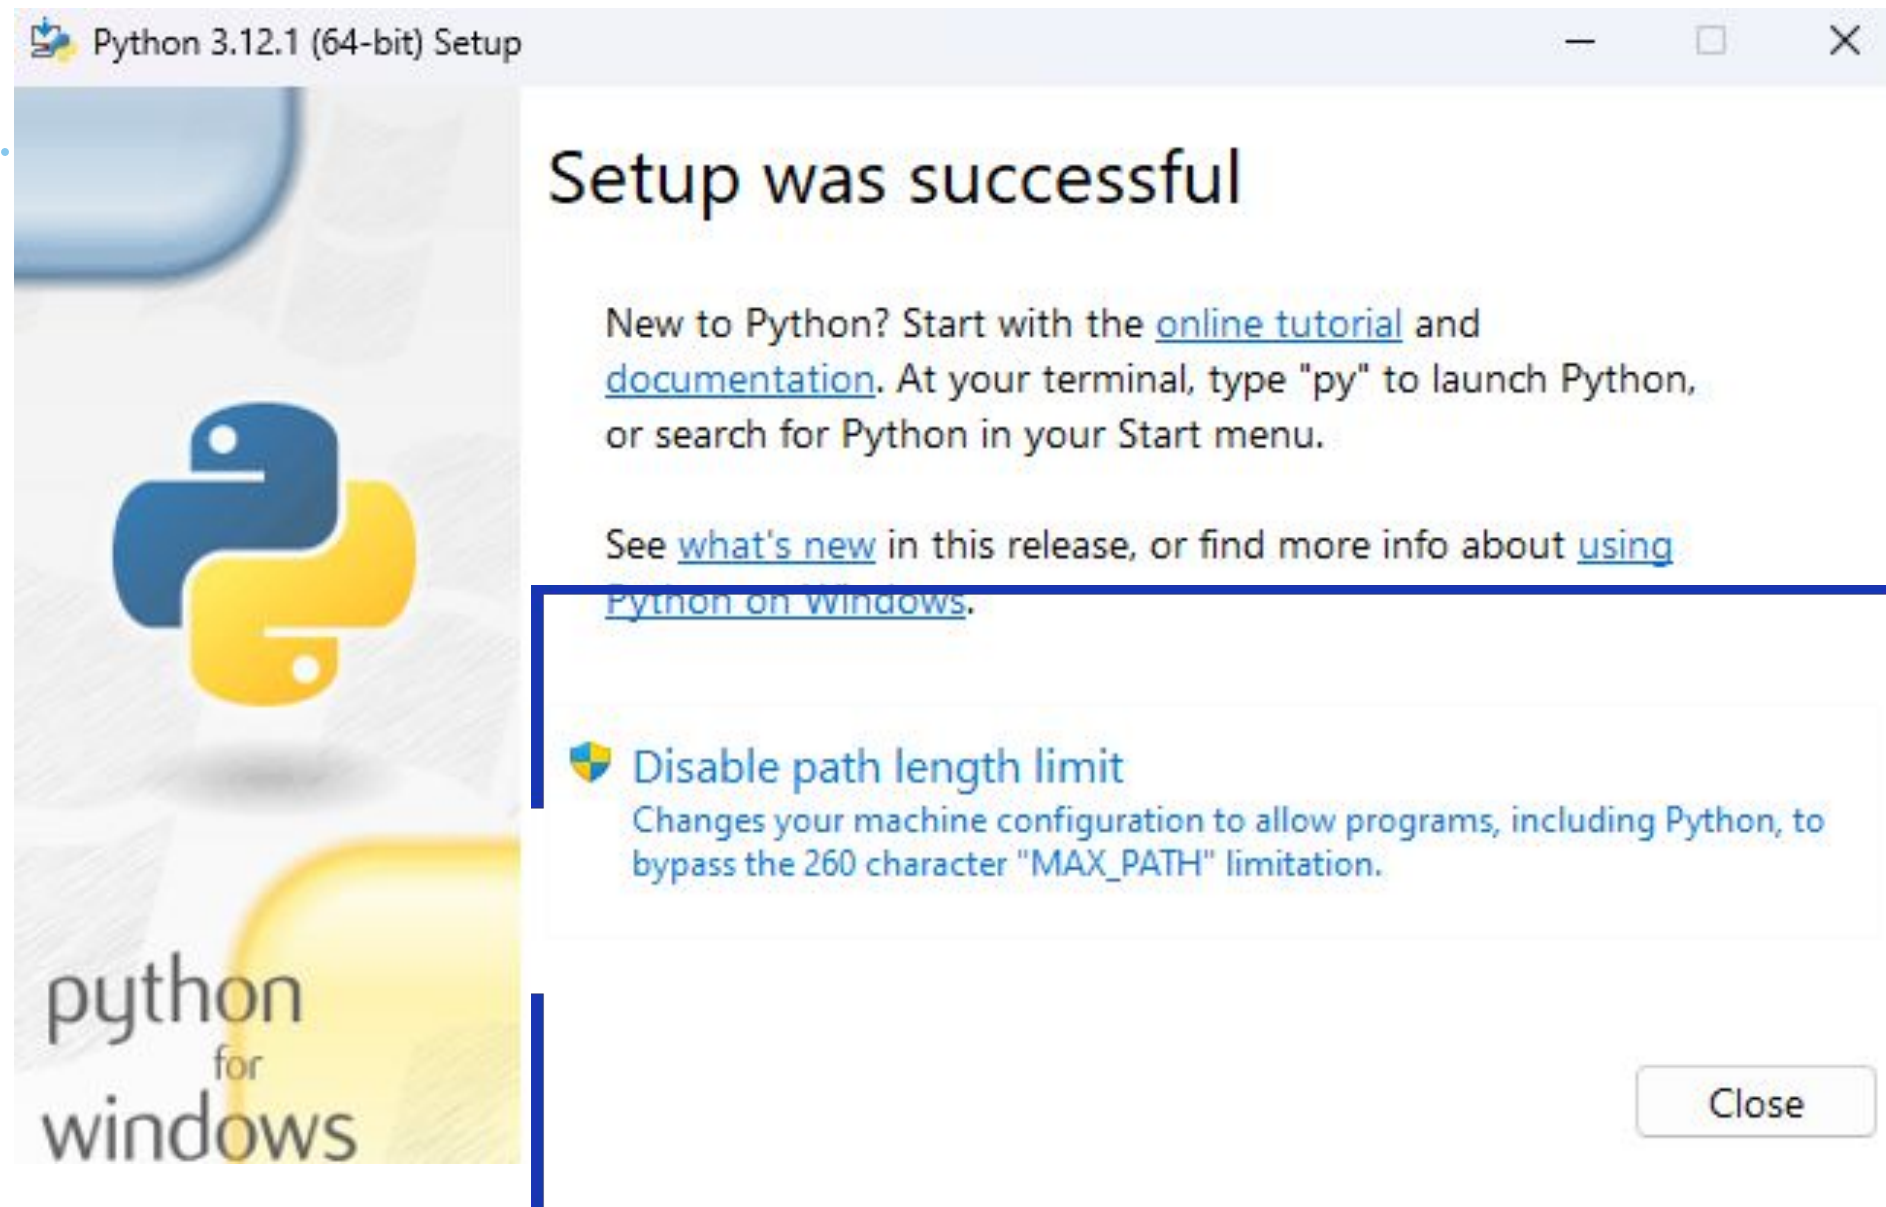 Python 3.12.1 (64-bit) Setup
Setup was successful
New to Python? Start with the online tutorial and
documentation. At your terminal, type "py" to launch Python,
or search for Python in your Start menu.
See what's new in this release, or find more info about using
Python on Windows.
Disable path length limit
Changes your machine configuration to allow programs, including Python, to
bypass the 260 character "MAX_PATH" limitation.
python
for
windows
Close